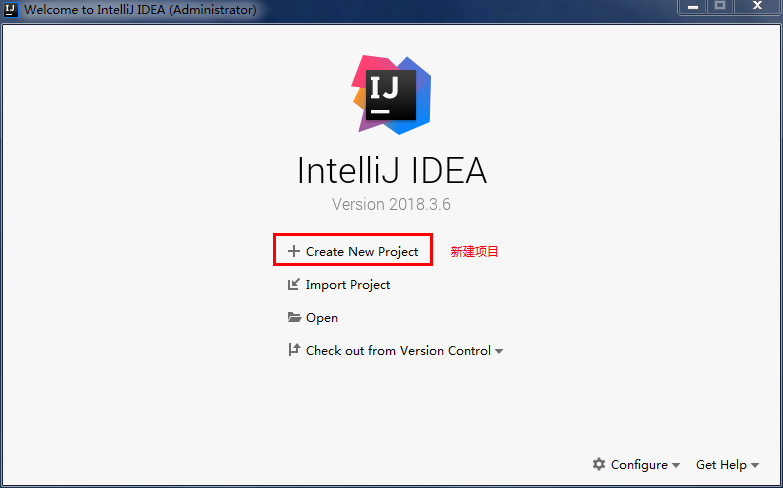 Welcome to IntelliJ IDEA (Administrator)
IJ
IntelliJ IDEA
Version 2018.3.6
Create New Project 新建项目
Import Project
Open
Check out from Version Control
Configure Get Help